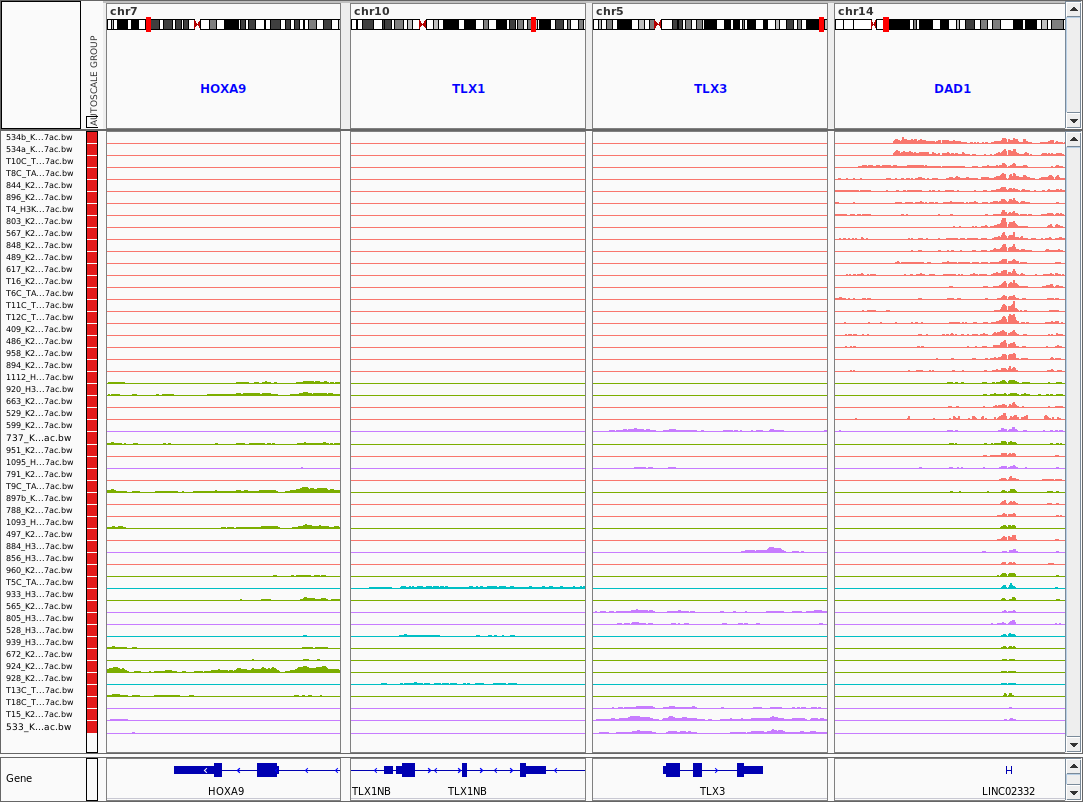 chr7 chr10 chr5 chr14
AUTOSCALE GROUP
HOXA9 TLX1 TLX3 DAD1
534b_K...7ac.bw
534a_K...7ac.bw
T10C_T...7ac.bw
T8C_TA...7ac.bw
844_K2...7ac.bw
896_K2...7ac.bw
T4_H3K...7ac.bw
803_K2...7ac.bw
567_K2...7ac.bw
848_K2...7ac.bw
489_K2...7ac.bw
617_K2...7ac.bw
T16_K2...7ac.bw
T6C_TA...7ac.bw
T11C_T...7ac.bw
T12C_T...7ac.bw
409_K2...7ac.bw
486_K2...7ac.bw
958_K2...7ac.bw
894_K2...7ac.bw
1112_H...7ac.bw
920_H3...7ac.bw
663_K2...7ac.bw
529_K2...7ac.bw
599_K2...7ac.bw
737_K...ac.bw
951_K2...7ac.bw
1095_H...7ac.bw
791_K2...7ac.bw
T9C_TA...7ac.bw
897b_K...7ac.bw
788_K2...7ac.bw
1093_H...7ac.bw
497_K2...7ac.bw
884_H3...7ac.bw
856_H3...7ac.bw
960_K2...7ac.bw
T5C_TA...7ac.bw
933_H3...7ac.bw
565_K2...7ac.bw
805_H3...7ac.bw
528_H3...7ac.bw
939_H3...7ac.bw
672_K2...7ac.bw
924_K2...7ac.bw
928_K2...7ac.bw
T13C_T...7ac.bw
T18C_T...7ac.bw
T15_K2...7ac.bw
533_K...ac.bw
Gene
HOXA9 TLX1NB TLX1NB TLX3 LINC02332